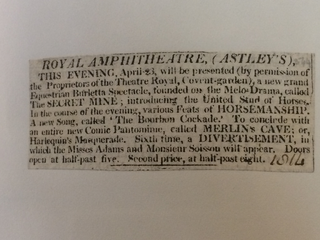 ROYAL AMPHITHEATRE, (ASTLEY'S),
THIS EVENING, April 23, will be presented (by permission of
the Proprietors of the Theatre Royal, Covent-garden), a new grand
Equestrian Burletta Spectacle, founded on the Melo-Drama, called
The SECRET MINE; introducing the United Stud of Horses.
In the course of the evening, various Feats of HORSEMANSHIP.
A new Song, called 'The Bourbon Cockade.' To conclude with
an entire new Comic Pantomime, called MERLIN'S CAVE; or,
Harlequin's Masquerade. Sixth time, a DIVERTISEMENT, in
which the Misses Adams and Monsieur Soisson will appear. Doors
open at half-past five. Second price, at half-past eight. 1814